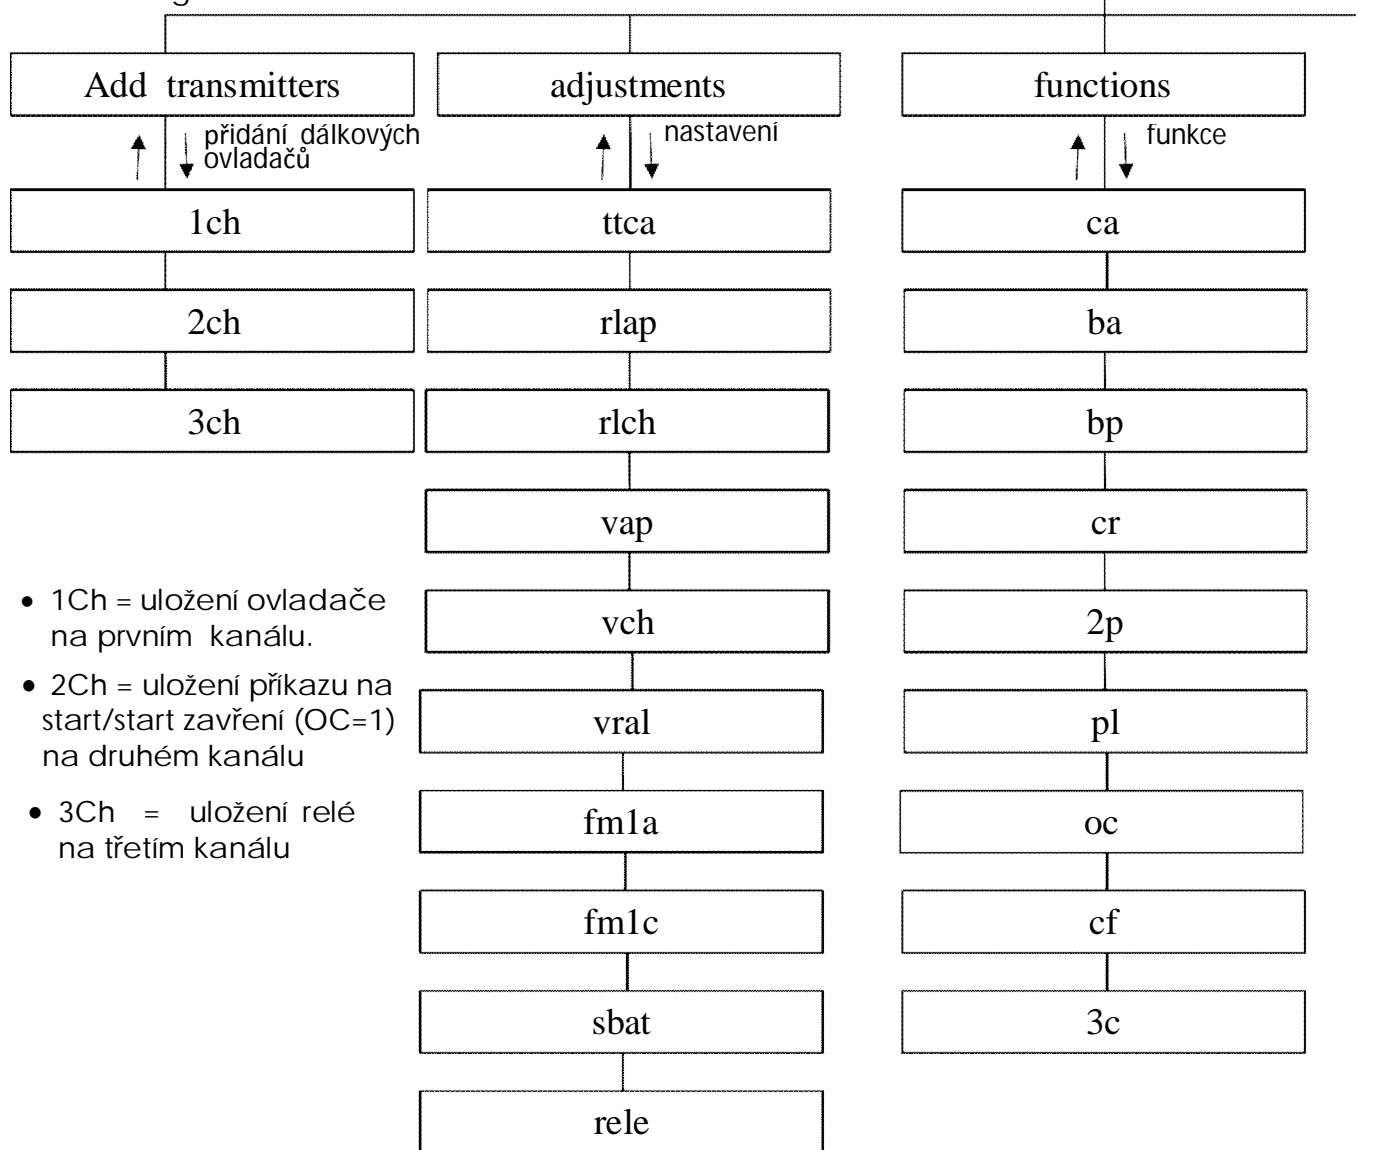 g
Add transmitters
přidání dálkových
ovladačů
1ch
2ch
3ch
• 1Ch = uložení ovladače
na prvním kanálu.
• 2Ch = uložení příkazu na
start/start zavření (OC=1)
na druhém kanálu
• 3Ch = uložení relé
na třetím kanálu
adjustments
nastavení
ttca
rlap
rlch
vap
vch
vral
fm1a
fm1c
sbat
rele
functions
funkce
ca
ba
bp
cr
2p
pl
oc
cf
3c